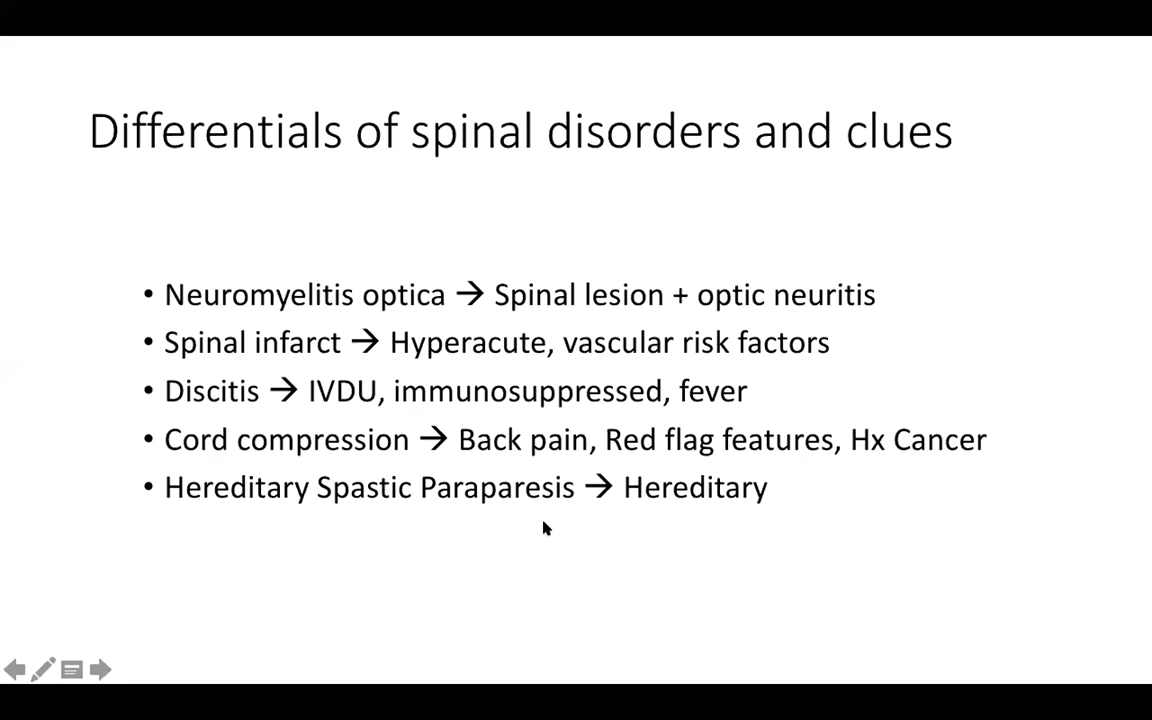 Differentials of spinal disorders and clues
• Neuromyelitis optica → Spinal lesion + optic neuritis
• Spinal infarct → Hyperacute, vascular risk factors
• Discitis → IVDU, immunosuppressed, fever
• Cord compression → Back pain, Red flag features, Hx Cancer
• Hereditary Spastic Paraparesis → Hereditary